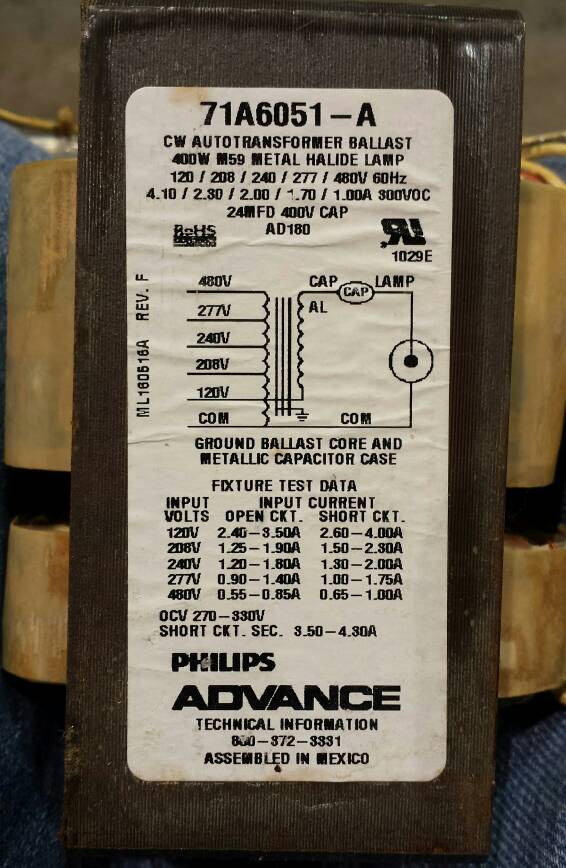 71A6051-A
CW AUTOTRANSFORMER BALLAST
400W M59 METAL HALIDE LAMP
120 / 208 / 240 / 277 / 480V 60Hz
4.10 / 2.30 / 2.00 / 1.70 / 1.00A 300VOC
24MFD 400V CAP
RoHS
AD180
1029E
ML160516A REV. F
480V
CAP
CAP
LAMP
277V
AL
240V
208V
120V
COM
COM
GROUND BALLAST CORE AND
METALLIC CAPACITOR CASE
FIXTURE TEST DATA
INPUT INPUT CURRENT
VOLTS OPEN CKT. SHORT CKT.
120V 2.40-3.50A 2.60-4.00A
208V 1.25-1.90A 1.50-2.30A
240V 1.20-1.80A 1.30-2.00A
277V 0.90-1.40A 1.00-1.75A
480V 0.55-0.85A 0.65-1.00A
OCV 270-330V
SHORT CKT. SEC. 3.50-4.30A
PHILIPS
ADVANCE
TECHNICAL INFORMATION
800-372-3331
ASSEMBLED IN MEXICO